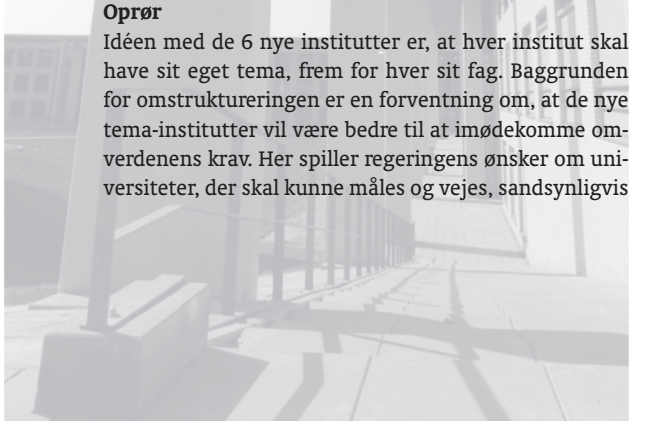 Oprør
Idéen med de 6 nye institutter er, at hver institut skal
have sit eget tema, frem for hver sit fag. Baggrunden
for omstruktureringen er en forventning om, at de nye
tema-institutter vil være bedre til at imødekomme om-
verdenens krav. Her spiller regeringens ønsker om uni-
versiteter, der skal kunne måles og vejes, sandsynligvis